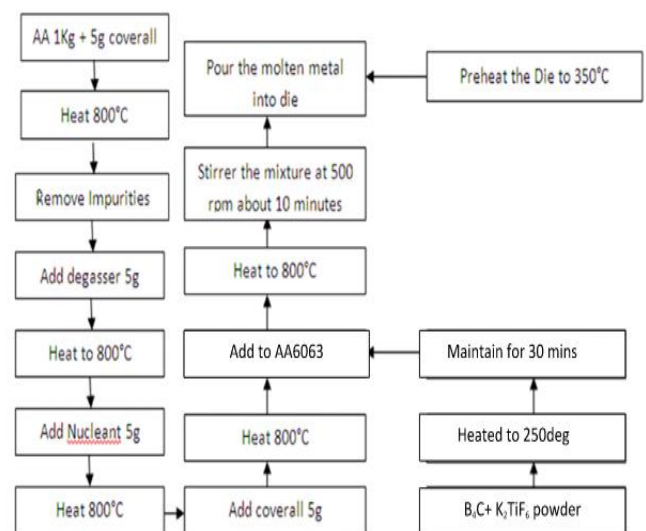 AA 1Kg + 5g coverall
Heat 800°C
Remove Impurities
Add degasser 5g
Heat to 800°C
Add Nucleant 5g
Heat 800°C
Add coverall 5g
Heat 800°C
Add to AA6063
Heat to 800°C
Stirrer the mixture at 500
rpm about 10 minutes
Pour the molten metal
into die
Preheat the Die to 350°C
Maintain for 30 mins
Heated to 250deg
B₄C+ K₂TiF₆ powder